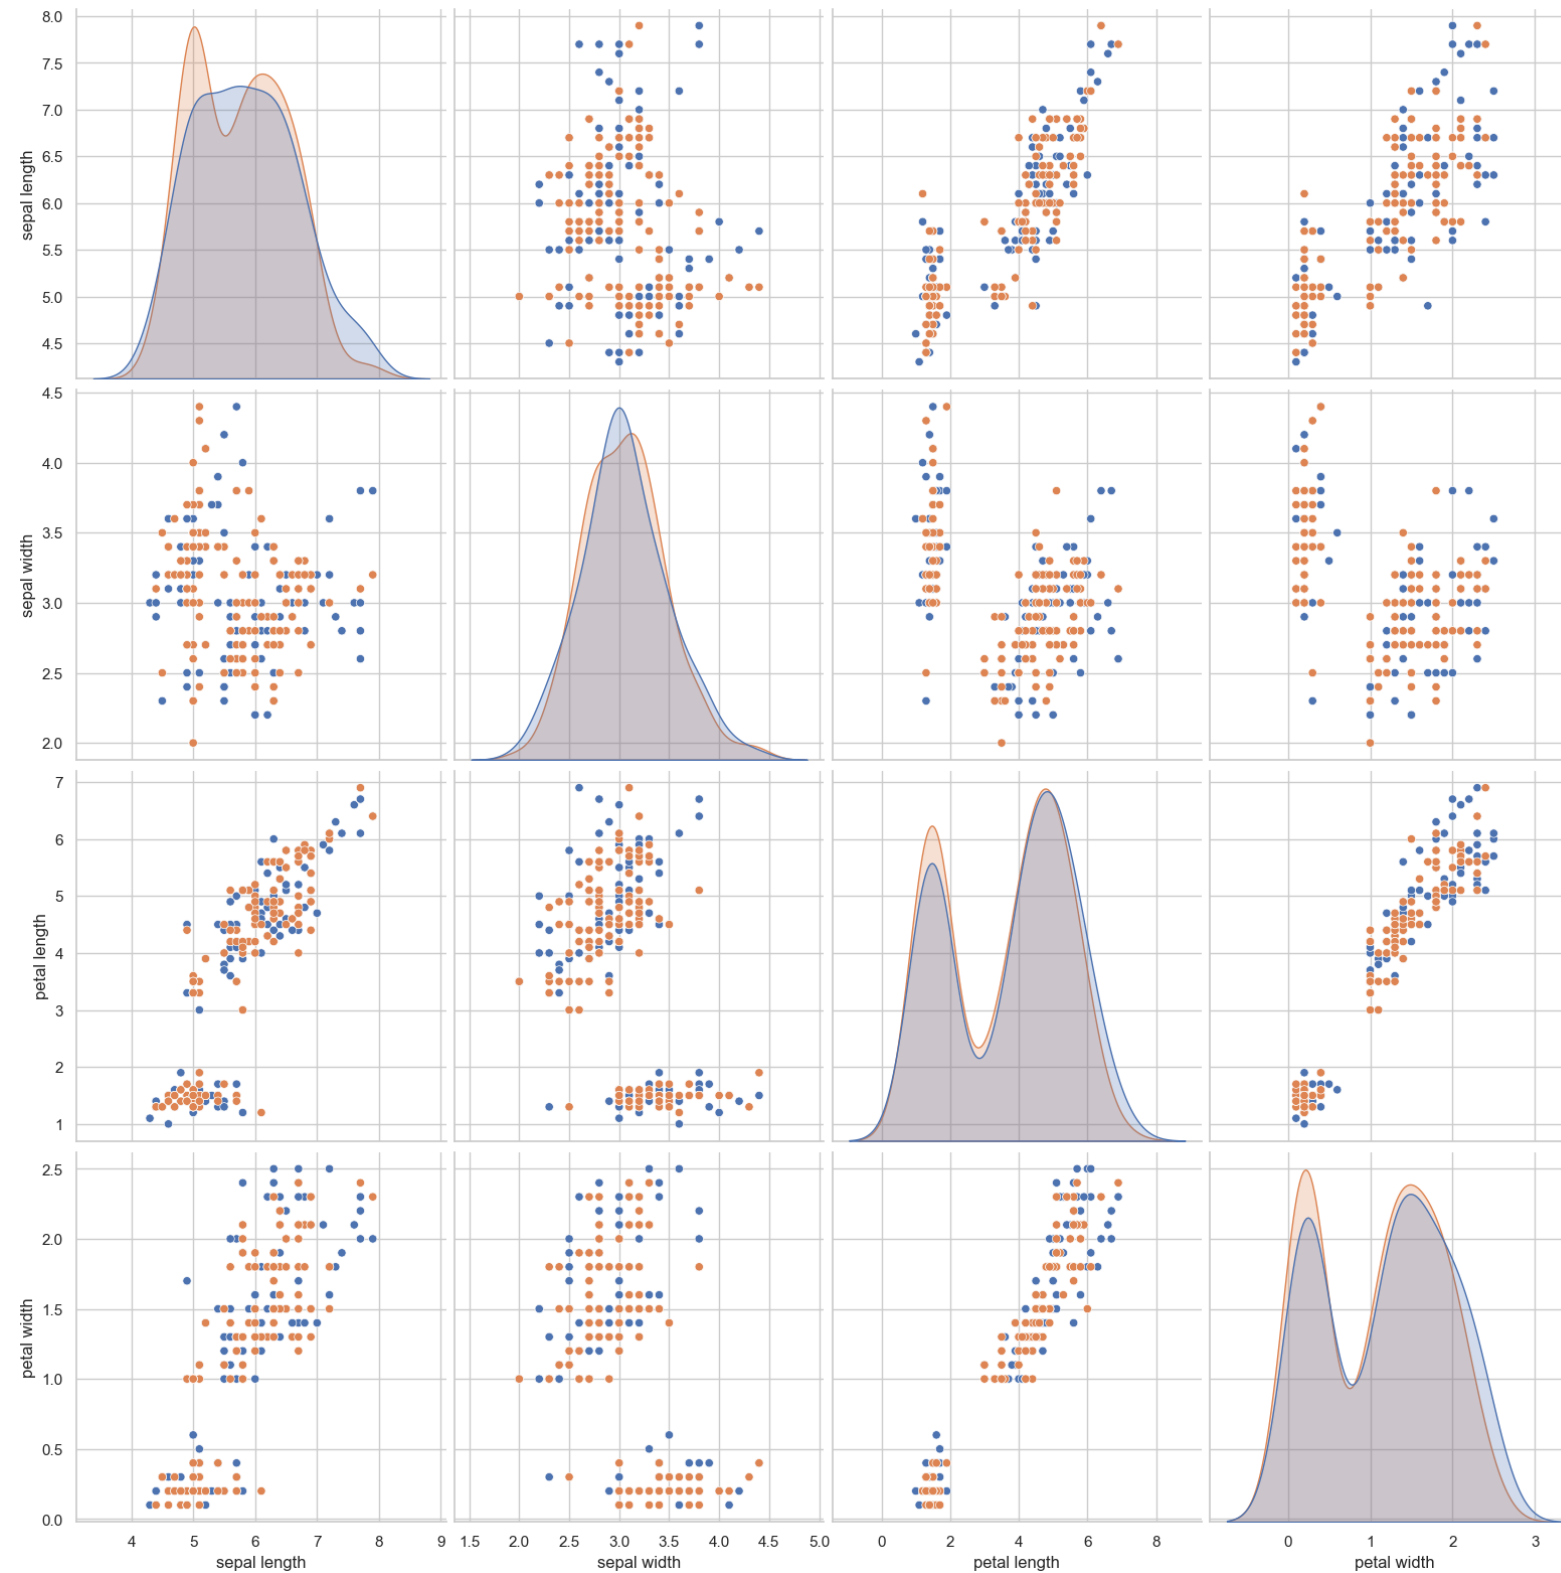 8.0
7.5
7.0
6.5
6.0
5.5
5.0
4.5
sepal length
4.5
4.0
3.5
3.0
2.5
2.0
sepal width
7
6
5
4
3
2
1
petal length
2.5
2.0
1.5
1.0
0.5
0.0
petal width
4 5 6 7 8 9
sepal length
1.5 2.0 2.5 3.0 3.5 4.0 4.5 5.0
sepal width
0 2 4 6 8
petal length
0 1 2 3
petal width